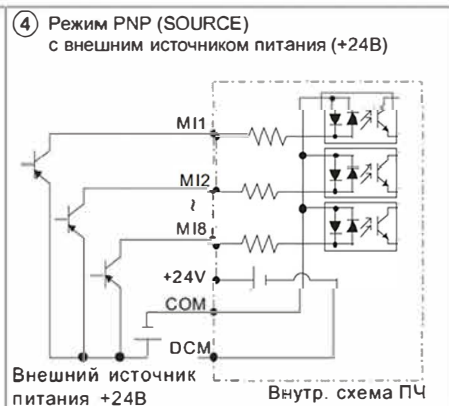 4 Режим PNP (SOURCE)
с внешним источником питания (+24В)
MI1
MI2
~
MI8
+24V
COM
DCM
Внешний источник
питания +24В
Внутр. схема ПЧ